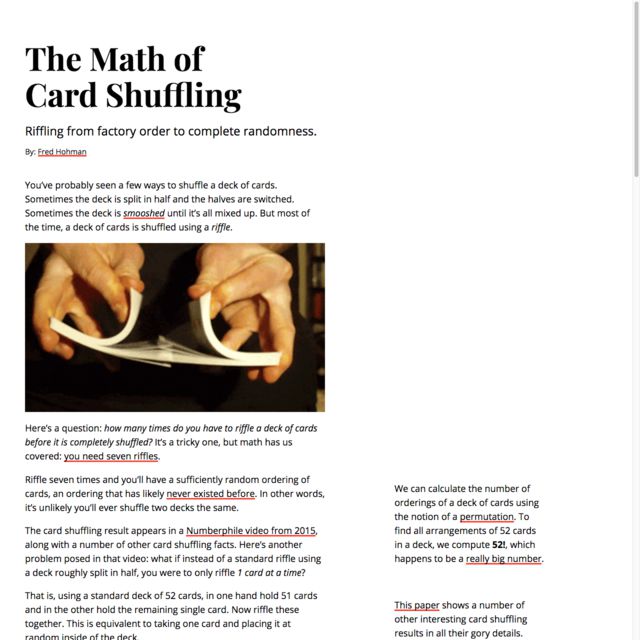 The Math of
Card Shuffling
Riffling from factory order to complete randomness.
By: Fred Hohman
You've probably seen a few ways to shuffle a deck of cards.
Sometimes the deck is split in half and the halves are switched.
Sometimes the deck is smooshed until it's all mixed up. But most of
the time, a deck of cards is shuffled using a riffle.
Here's a question: how many times do you have to riffle a deck of cards
before it is completely shuffled? It's a tricky one, but math has us
covered: you need seven riffles.
Riffle seven times and you'll have a sufficiently random ordering of
cards, an ordering that has likely never existed before. In other words,
it's unlikely you'll ever shuffle two decks the same.
The card shuffling result appears in a Numberphile video from 2015,
along with a number of other card shuffling facts. Here's another
problem posed in that video: what if instead of a standard riffle using
a deck roughly split in half, you were to only riffle 1 card at a time?
That is, using a standard deck of 52 cards, in one hand hold 51 cards
and in the other hold the remaining single card. Now riffle these
together. This is equivalent to taking one card and placing it at
random inside of the deck.
We can calculate the number of
orderings of a deck of cards using
the notion of a permutation. To
find all arrangements of 52 cards
in a deck, we compute 52!, which
happens to be a really big number.
This paper shows a number of
other interesting card shuffling
results in all their gory details.